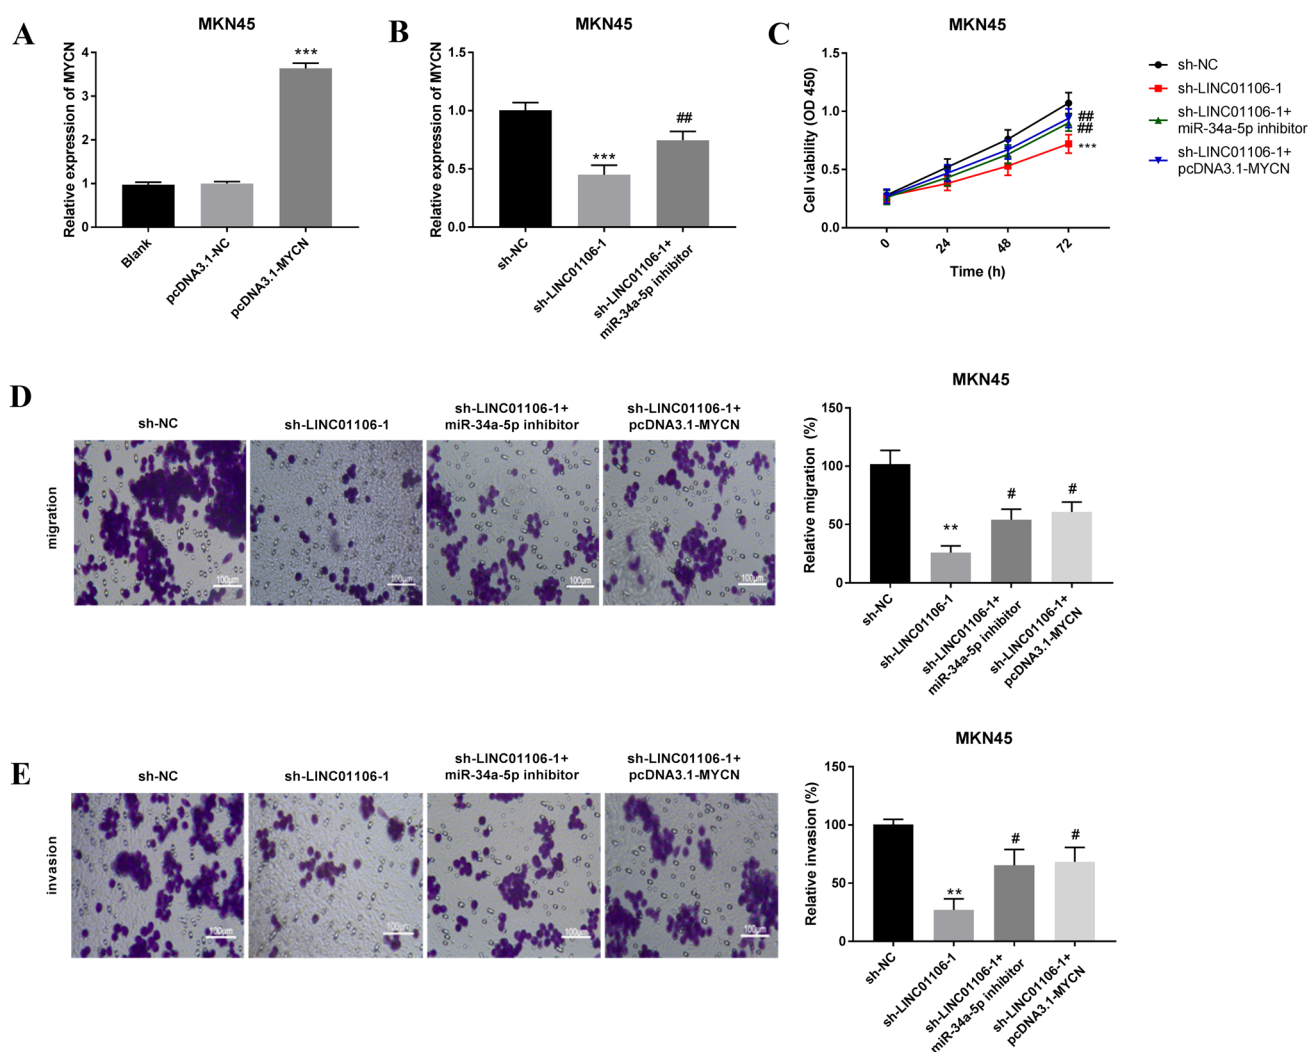 A
MKN45
Relative expression of MYCN
4
3
2
1
0
***
Blank
pcDNA3.1-NC
pcDNA3.1-MYCN
B
MKN45
Relative expression of MYCN
1.5
1.0
0.5
0.0
***
##
sh-NC
sh-LINC01106-1
sh-LINC01106-1+
miR-34a-5p inhibitor
C
MKN45
Cell viability (OD 450)
1.5
1.0
0.5
0.0
##
##
***
0
24
48
72
Time (h)
sh-NC
sh-LINC01106-1
sh-LINC01106-1+
miR-34a-5p inhibitor
sh-LINC01106-1+
pcDNA3.1-MYCN
D
sh-NC
sh-LINC01106-1
sh-LINC01106-1+
miR-34a-5p inhibitor
sh-LINC01106-1+
pcDNA3.1-MYCN
migration
100μm
100μm
100μm
100μm
MKN45
Relative migration (%)
150
100
50
0
**
#
#
sh-NC
sh-LINC01106-1
sh-LINC01106-1+
miR-34a-5p inhibitor
sh-LINC01106-1+
pcDNA3.1-MYCN
E
sh-NC
sh-LINC01106-1
sh-LINC01106-1+
miR-34a-5p inhibitor
sh-LINC01106-1+
pcDNA3.1-MYCN
invasion
100μm
100μm
100μm
100μm
MKN45
Relative invasion (%)
150
100
50
0
**
#
#
sh-NC
sh-LINC01106-1
sh-LINC01106-1+
miR-34a-5p inhibitor
sh-LINC01106-1+
pcDNA3.1-MYCN